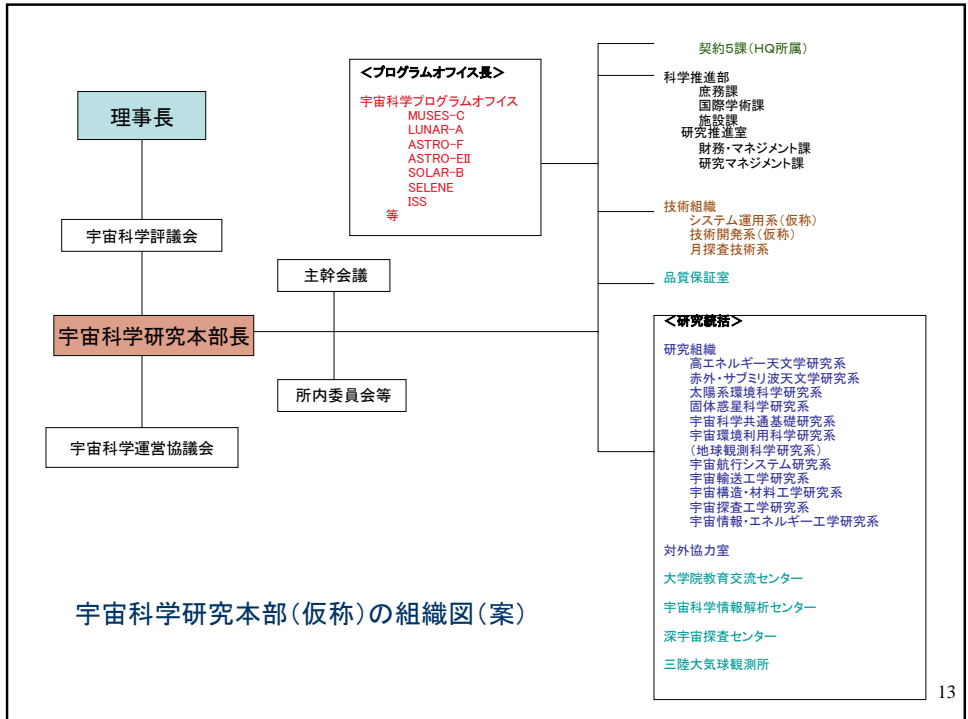 理事長
宇宙科学評議会
宇宙科学研究本部長
宇宙科学運営協議会
主幹会議
所内委員会等
＜プログラムオフィス長＞
宇宙科学プログラムオフィス
MUSES-C
LUNAR-A
ASTRO-F
ASTRO-EII
SOLAR-B
SELENE
ISS
等
契約5課(HQ所属)
科学推進部
庶務課
国際学術課
施設課
研究推進室
財務・マネジメント課
研究マネジメント課
技術組織
システム運用系(仮称)
技術開発系(仮称)
月探査技術系
品質保証室
＜研究統括＞
研究組織
高エネルギー天文学研究系
赤外・サブミリ波天文学研究系
太陽系環境科学研究系
固体惑星科学研究系
宇宙科学共通基礎研究系
宇宙環境利用科学研究系
(地球観測科学研究系)
宇宙航行システム研究系
宇宙輸送工学研究系
宇宙構造・材料工学研究系
宇宙探査工学研究系
宇宙情報・エネルギー工学研究系
対外協力室
大学院教育交流センター
宇宙科学情報解析センター
深宇宙探査センター
三陸大気球観測所
宇宙科学研究本部(仮称)の組織図(案)
13